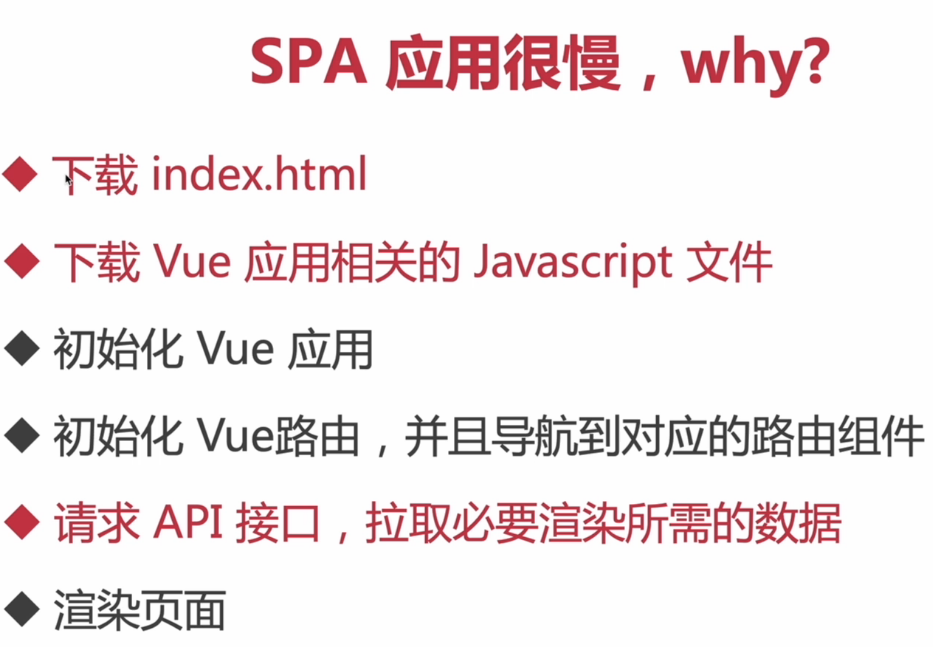 SPA 应用很慢，why?
下载 index.html
下载 Vue 应用相关的 Javascript 文件
初始化 Vue 应用
初始化 Vue路由，并且导航到对应的路由组件
请求 API 接口，拉取必要渲染所需的数据
渲染页面